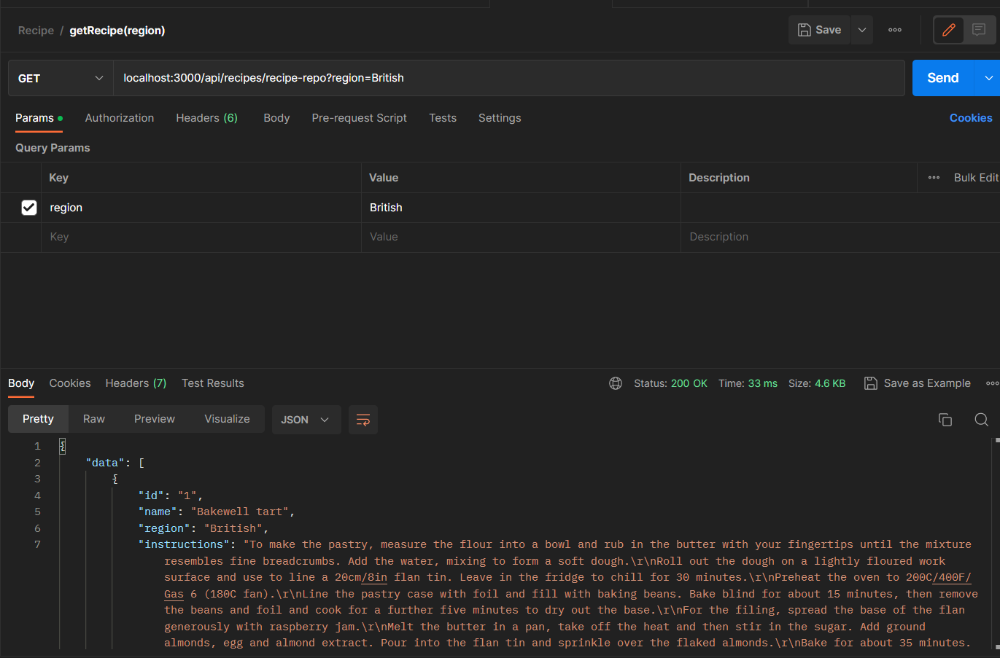 Recipe / getRecipe(region)
Save
GET
localhost:3000/api/recipes/recipe-repo?region=British
Send
Params
Authorization
Headers (6)
Body
Pre-request Script
Tests
Settings
Cookies
Query Params
Key Value Description Bulk Edit
region British
Key Value Description
Body Cookies Headers (7) Test Results
Status: 200 OK Time: 33 ms Size: 4.6 KB Save as Example
Pretty Raw Preview Visualize JSON
1 {
2 "data": [
3 {
4 "id": "1",
5 "name": "Bakewell tart",
6 "region": "British",
7 "instructions": "To make the pastry, measure the flour into a bowl and rub in the butter with your fingertips until the mixture
resembles fine breadcrumbs. Add the water, mixing to form a soft dough.\r\nRoll out the dough on a lightly floured work
surface and use to line a 20cm/8in flan tin. Leave in the fridge to chill for 30 minutes.\r\nPreheat the oven to 200C/400F/
Gas 6 (180C fan).\r\nLine the pastry case with foil and fill with baking beans. Bake blind for about 15 minutes, then remove
the beans and foil and cook for a further five minutes to dry out the base.\r\nFor the filing, spread the base of the flan
generously with raspberry jam.\r\nMelt the butter in a pan, take off the heat and then stir in the sugar. Add ground
almonds, egg and almond extract. Pour into the flan tin and sprinkle over the flaked almonds.\r\nBake for about 35 minutes.